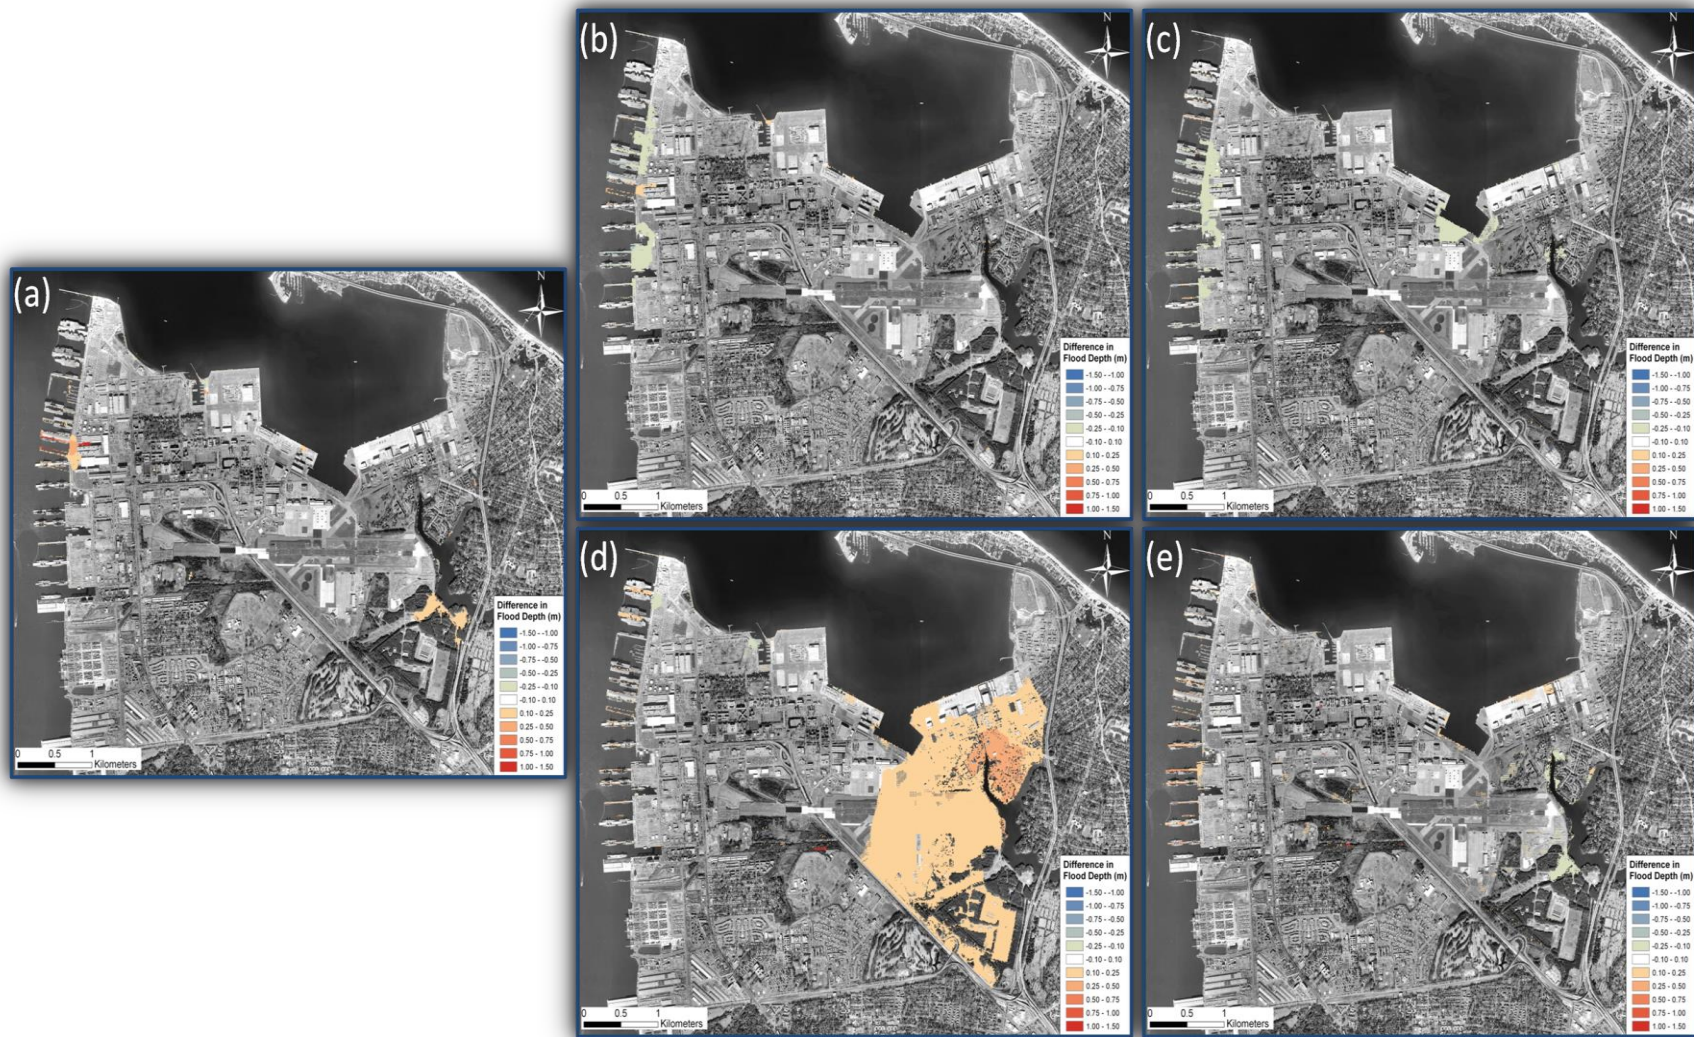 (a)
N
Difference in
Flood Depth (m)
-1.50 - -1.00
-1.00 - -0.75
-0.75 - -0.50
-0.50 - -0.25
-0.25 - -0.10
-0.10 - 0.10
0.10 - 0.25
0.25 - 0.50
0.50 - 0.75
0.75 - 1.00
1.00 - 1.50
0 0.5 1
Kilometers
(b)
N
Difference in
Flood Depth (m)
-1.50 - -1.00
-1.00 - -0.75
-0.75 - -0.50
-0.50 - -0.25
-0.25 - -0.10
-0.10 - 0.10
0.10 - 0.25
0.25 - 0.50
0.50 - 0.75
0.75 - 1.00
1.00 - 1.50
0 0.5 1
Kilometers
(c)
N
Difference in
Flood Depth (m)
-1.50 - -1.00
-1.00 - -0.75
-0.75 - -0.50
-0.50 - -0.25
-0.25 - -0.10
-0.10 - 0.10
0.10 - 0.25
0.25 - 0.50
0.50 - 0.75
0.75 - 1.00
1.00 - 1.50
0 0.5 1
Kilometers
(d)
N
Difference in
Flood Depth (m)
-1.50 - -1.00
-1.00 - -0.75
-0.75 - -0.50
-0.50 - -0.25
-0.25 - -0.10
-0.10 - 0.10
0.10 - 0.25
0.25 - 0.50
0.50 - 0.75
0.75 - 1.00
1.00 - 1.50
0 0.5 1
Kilometers
(e)
N
Difference in
Flood Depth (m)
-1.50 - -1.00
-1.00 - -0.75
-0.75 - -0.50
-0.50 - -0.25
-0.25 - -0.10
-0.10 - 0.10
0.10 - 0.25
0.25 - 0.50
0.50 - 0.75
0.75 - 1.00
1.00 - 1.50
0 0.5 1
Kilometers